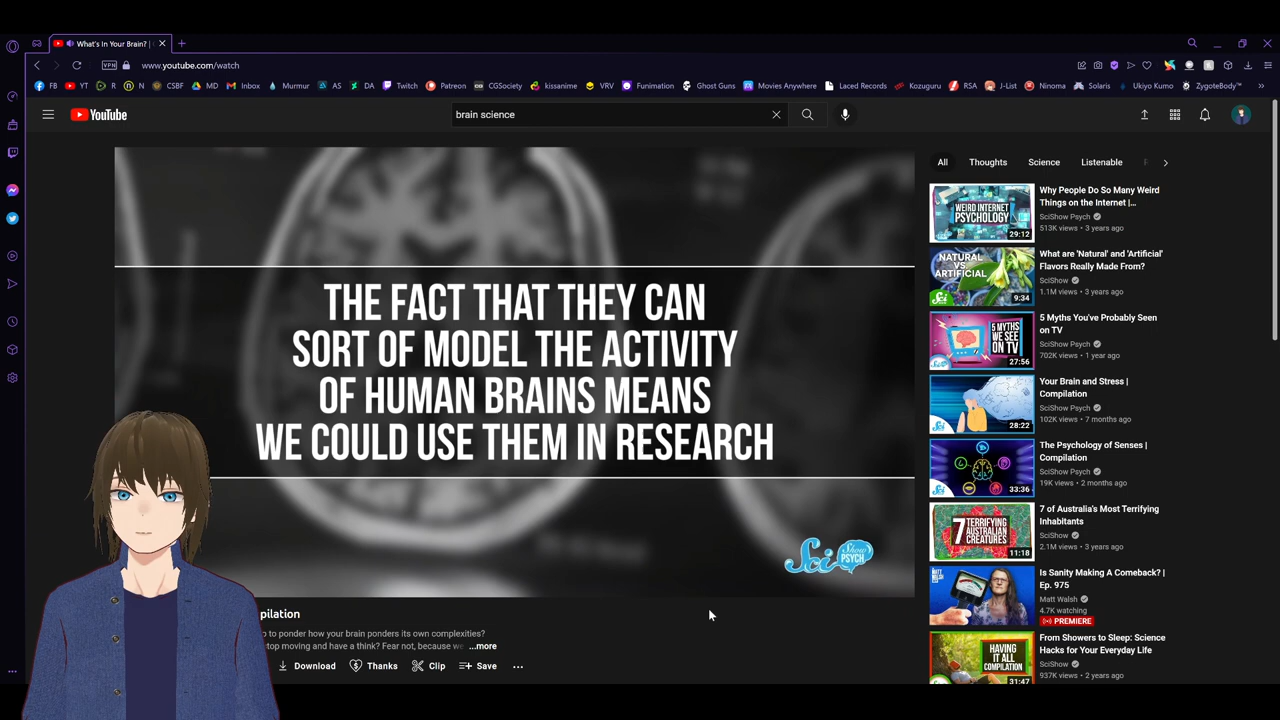 What's In Your Brain? |
VPN
www.youtube.com/watch
FB
YT
R
N
CSBF
MD
Inbox
Murmur
AS
DA
Twitch
Patreon
CGSociety
kissanime
VRV
Funimation
Ghost Guns
Movies Anywhere
Laced Records
Kozuguru
RSA
J-List
Ninoma
Solaris
Ukiyo Kumo
ZygoteBody™
YouTube
brain science
THE FACT THAT THEY CAN
SORT OF MODEL THE ACTIVITY
OF HUMAN BRAINS MEANS
WE COULD USE THEM IN RESEARCH
Sci Show
PSYCH
pilation
to ponder how your brain ponders its own complexities?
top moving and have a think? Fear not, because we
...more
Download
Thanks
Clip
Save
All
Thoughts
Science
Listenable
WEIRD INTERNET
PSYCHOLOGY
29:12
Why People Do So Many Weird
Things on the Internet |...
SciShow Psych
513K views • 3 years ago
NATURAL
VS.
ARTIFICIAL
9:34
What are 'Natural' and 'Artificial'
Flavors Really Made From?
SciShow
1.1M views • 3 years ago
5 MYTHS
WE SEE
ON TV
27:56
5 Myths You've Probably Seen
on TV
SciShow Psych
702K views • 1 year ago
28:22
Your Brain and Stress |
Compilation
SciShow Psych
102K views • 7 months ago
33:36
The Psychology of Senses |
Compilation
SciShow Psych
19K views • 2 months ago
7 TERRIFYING
AUSTRALIAN
CREATURES
11:18
7 of Australia's Most Terrifying
Inhabitants
SciShow
2.1M views • 3 years ago
MATT
WALSH
Is Sanity Making A Comeback? |
Ep. 975
Matt Walsh
4.7K watching
PREMIERE
HAVING
IT ALL
COMPILATION
31:47
From Showers to Sleep: Science
Hacks for Your Everyday Life
SciShow
937K views • 2 years ago